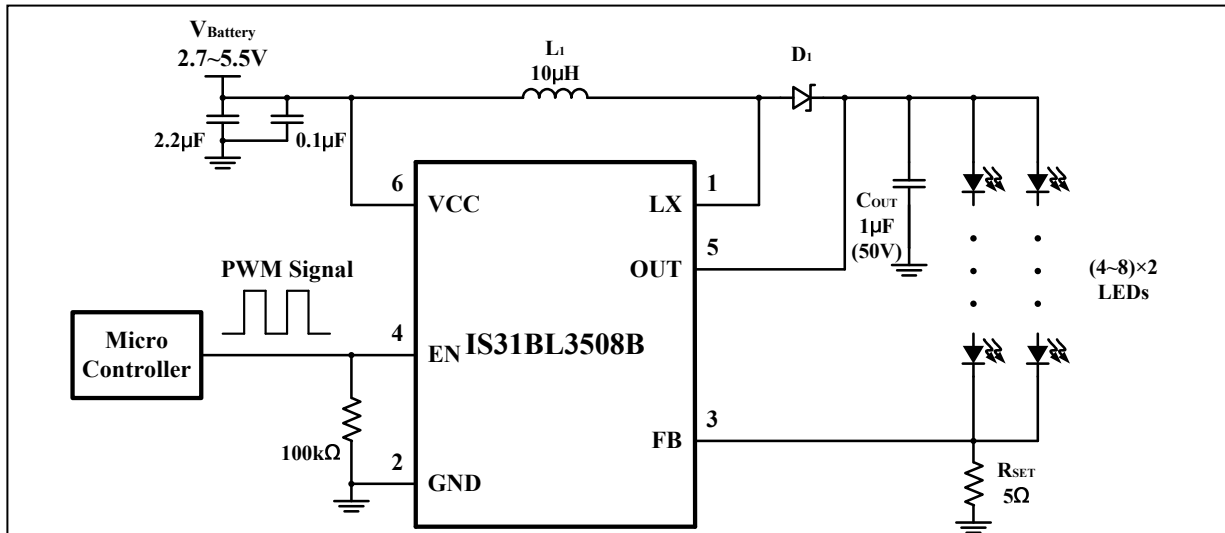 VBattery
2.7~5.5V
L1
10µH
D1
2.2µF
0.1µF
6
VCC
1
LX
COUT
1µF
(50V)
5
OUT
(4~8)×2
LEDs
PWM Signal
Micro
Controller
4
EN
IS31BL3508B
3
FB
100kΩ
2
GND
RSET
5Ω